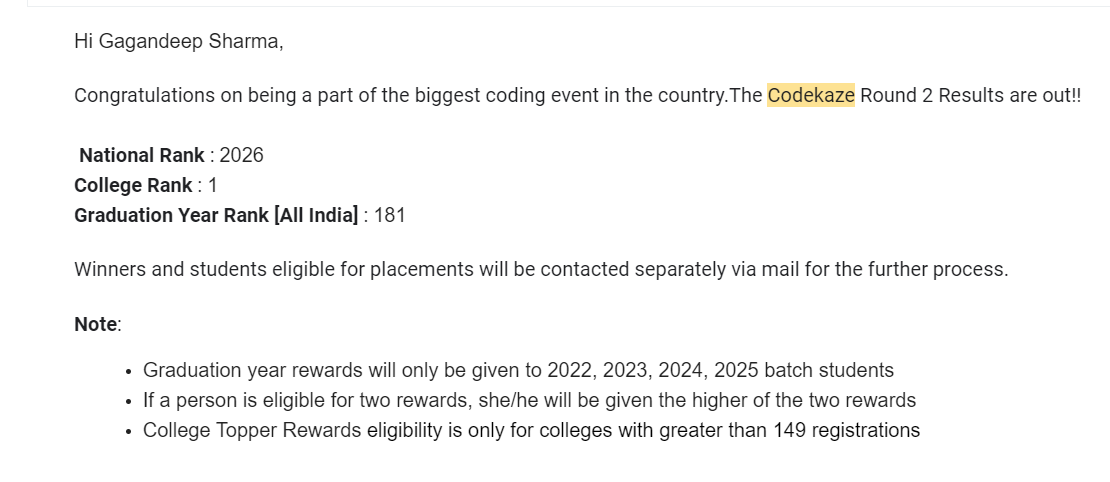 Hi Gagandeep Sharma,
Congratulations on being a part of the biggest coding event in the country.The Codekaze Round 2 Results are out!!
National Rank : 2026
College Rank : 1
Graduation Year Rank [All India] : 181
Winners and students eligible for placements will be contacted separately via mail for the further process.
Note:
• Graduation year rewards will only be given to 2022, 2023, 2024, 2025 batch students
• If a person is eligible for two rewards, she/he will be given the higher of the two rewards
• College Topper Rewards eligibility is only for colleges with greater than 149 registrations